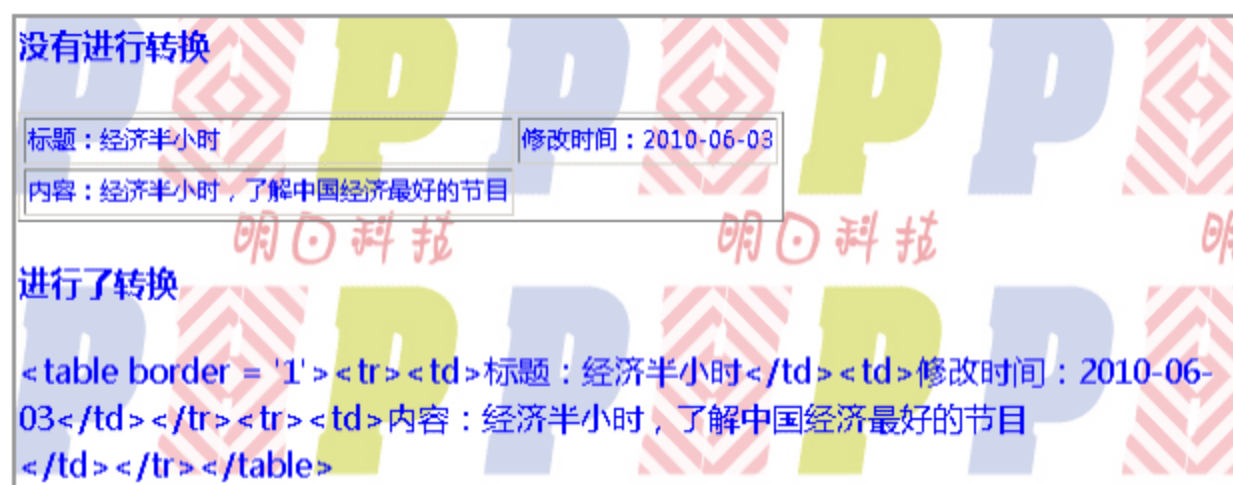 没有进行转换
标题：经济半小时 修改时间：2010-06-03
内容：经济半小时，了解中国经济最好的节目
明日科技 明日科技 明
进行了转换
<table border = '1'><tr><td>标题：经济半小时</td><td>修改时间：2010-06-
03</td></tr><tr><td>内容：经济半小时，了解中国经济最好的节目
</td></tr></table>